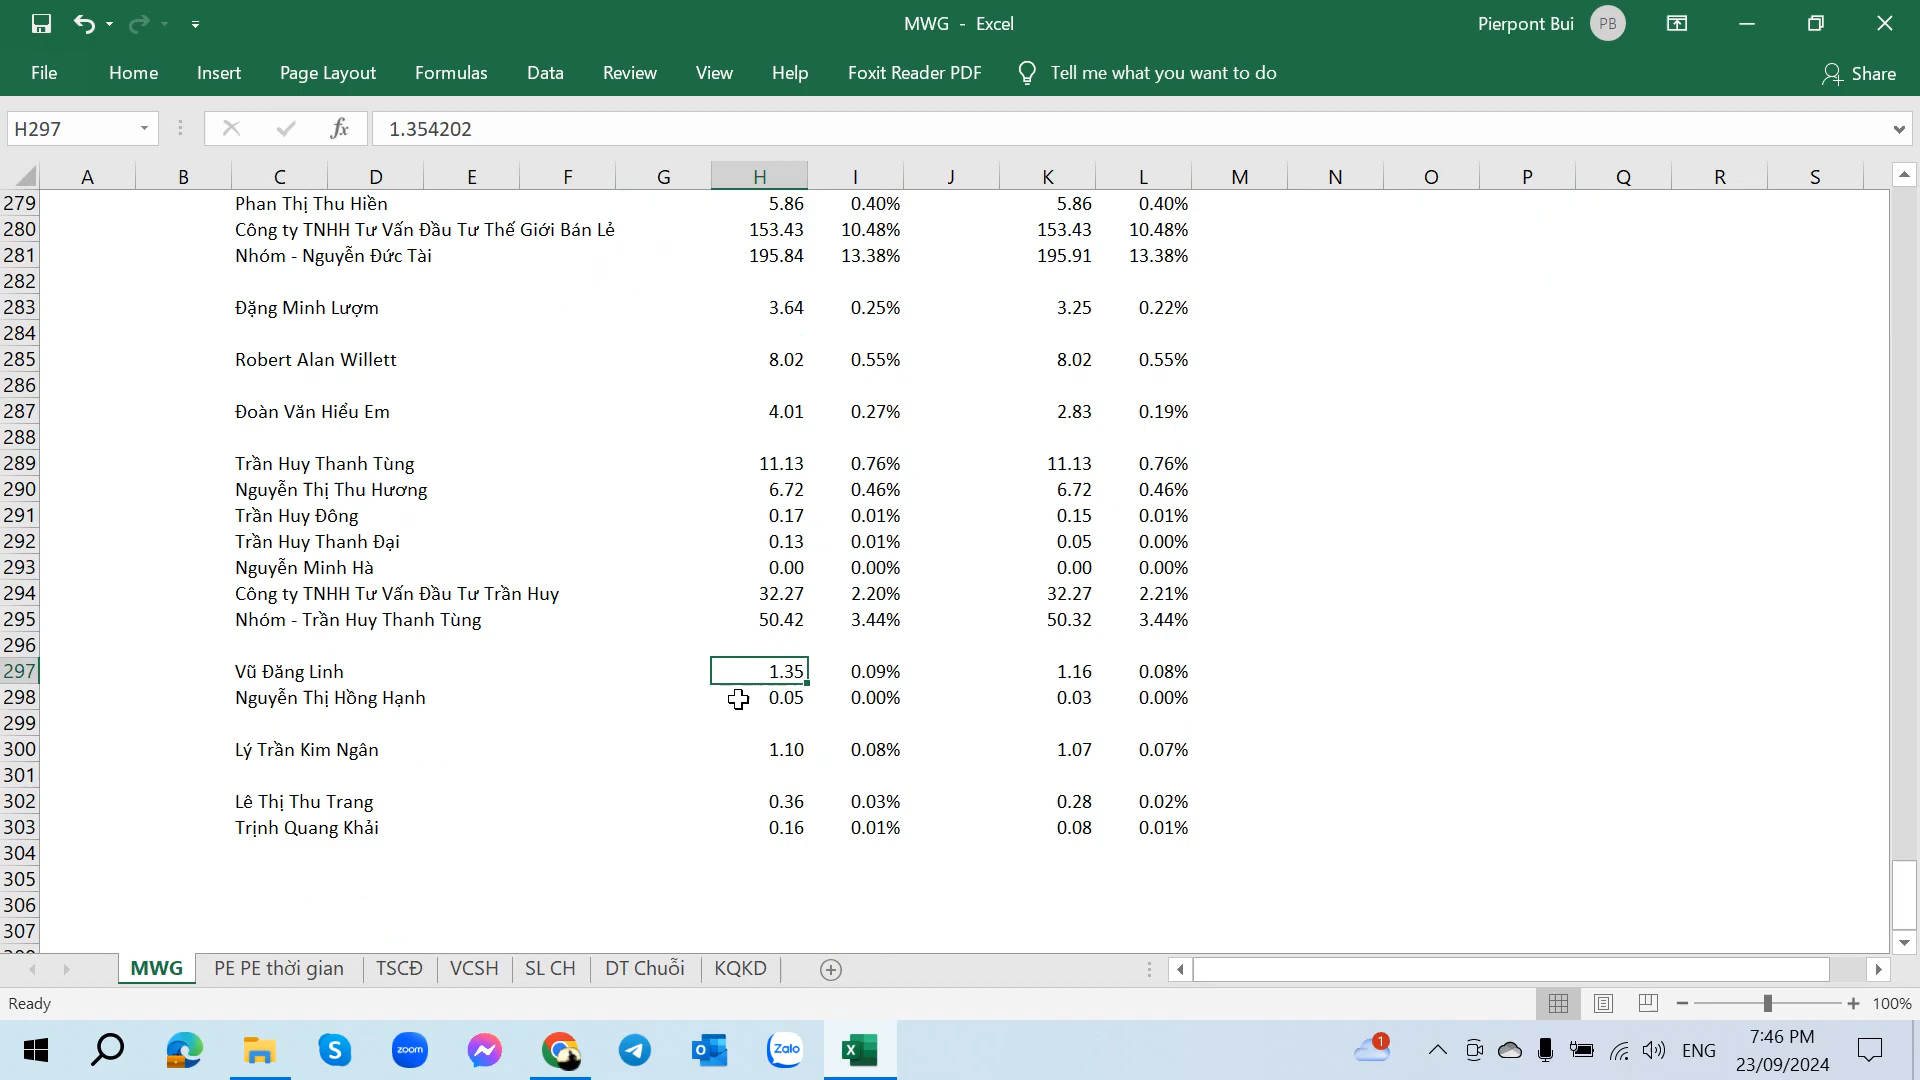 MWG - Excel
Pierpont Bui PB
File Home Insert Page Layout Formulas Data Review View Help Foxit Reader PDF Tell me what you want to do Share
H297 fx 1.354202
A B C D E F G H I J K L M N O P Q R S
279 Phan Thị Thu Hiền 5.86 0.40% 5.86 0.40%
280 Công ty TNHH Tư Vấn Đầu Tư Thế Giới Bán Lẻ 153.43 10.48% 153.43 10.48%
281 Nhóm - Nguyễn Đức Tài 195.84 13.38% 195.91 13.38%
282
283 Đặng Minh Lượm 3.64 0.25% 3.25 0.22%
284
285 Robert Alan Willett 8.02 0.55% 8.02 0.55%
286
287 Đoàn Văn Hiểu Em 4.01 0.27% 2.83 0.19%
288
289 Trần Huy Thanh Tùng 11.13 0.76% 11.13 0.76%
290 Nguyễn Thị Thu Hương 6.72 0.46% 6.72 0.46%
291 Trần Huy Đông 0.17 0.01% 0.15 0.01%
292 Trần Huy Thanh Đại 0.13 0.01% 0.05 0.00%
293 Nguyễn Minh Hà 0.00 0.00% 0.00 0.00%
294 Công ty TNHH Tư Vấn Đầu Tư Trần Huy 32.27 2.20% 32.27 2.21%
295 Nhóm - Trần Huy Thanh Tùng 50.42 3.44% 50.32 3.44%
296
297 Vũ Đăng Linh 1.35 0.09% 1.16 0.08%
298 Nguyễn Thị Hồng Hạnh 0.05 0.00% 0.03 0.00%
299
300 Lý Trần Kim Ngân 1.10 0.08% 1.07 0.07%
301
302 Lê Thị Thu Trang 0.36 0.03% 0.28 0.02%
303 Trịnh Quang Khải 0.16 0.01% 0.08 0.01%
304
305
306
307
MWG PE PE thời gian TSCĐ VCSH SL CH DT Chuỗi KQKD
Ready 100%
S zoom Zalo 1 ENG 7:46 PM
23/09/2024